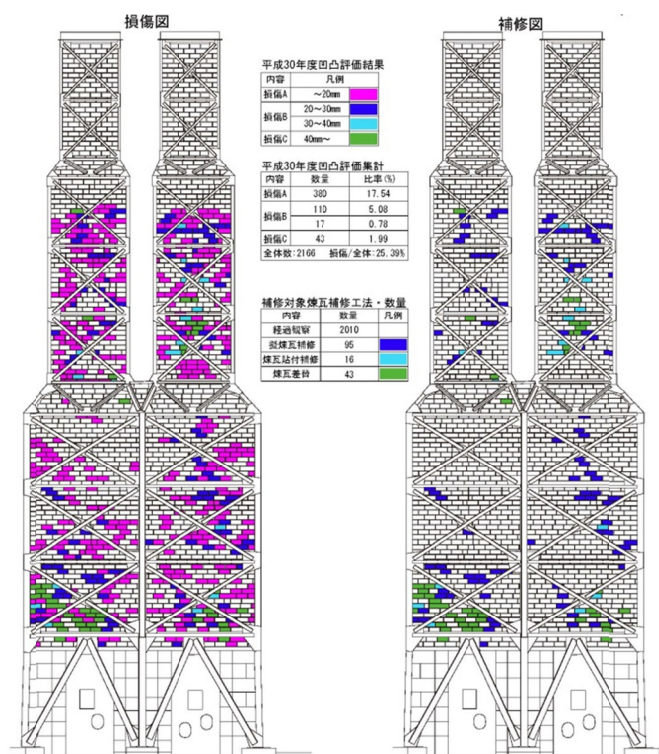 損傷図
補修図
平成30年度凹凸評価結果
内容 凡例
損傷A ～20mm
損傷B 20～30mm
30～40mm
損傷C 40mm～
平成30年度凹凸評価集計
内容 数量 比率(%)
損傷A 380 17.54
損傷B 110 5.08
17 0.78
損傷C 43 1.99
全体数:2166 損傷/全体:25.39%
補修対象煉瓦補修工法・数量
内容 数量 凡例
経過観察 2010
擬煉瓦補修 95
煉瓦貼付補修 16
煉瓦差替 43